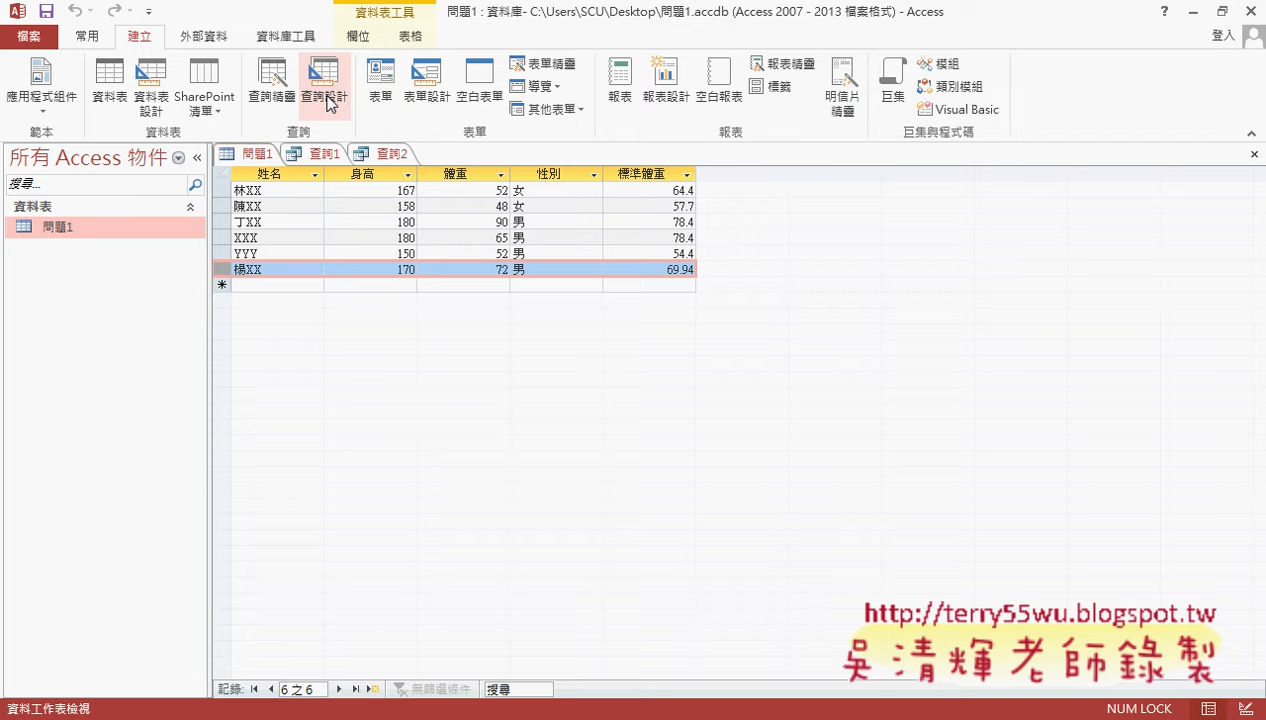 資料表工具
問題1 : 資料庫- C:\Users\SCU\Desktop\問題1.accdb (Access 2007 - 2013 檔案格式) - Access
檔案 常用 建立 外部資料 資料庫工具 欄位 表格 登入
應用程式組件 資料表 資料表設計 SharePoint 清單 查詢精靈 查詢設計 表單 表單設計 空白表單 表單精靈 導覽 其他表單 報表 報表設計 空白報表 報表精靈 標籤 明信片精靈 巨集 模組 類別模組 Visual Basic
範本 資料表 查詢 表單 報表 巨集與程式碼
所有 Access 物件
搜尋...
資料表
問題1
問題1 查詢1 查詢2
姓名 身高 體重 性別 標準體重
林XX 167 52 女 64.4
陳XX 158 48 女 57.7
丁XX 180 90 男 78.4
XXX 180 65 男 78.4
YYY 150 52 男 54.4
楊XX 170 72 男 69.94
http://terry55wu.blogspot.tw
吳清輝老師錄製
記錄: 6 之 6 無篩選條件 搜尋
資料工作表檢視 NUM LOCK